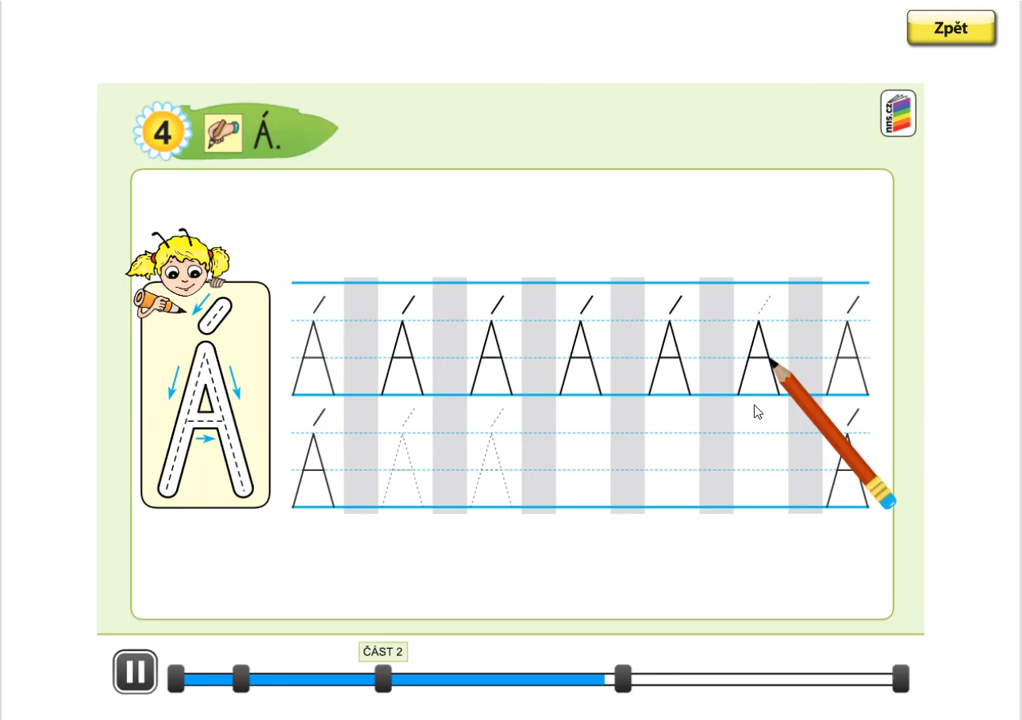 Zpět
4 Á.
nns.cz
Á Á Á Á Á Á Á
Á Á Á Á
Á
ČÁST 2